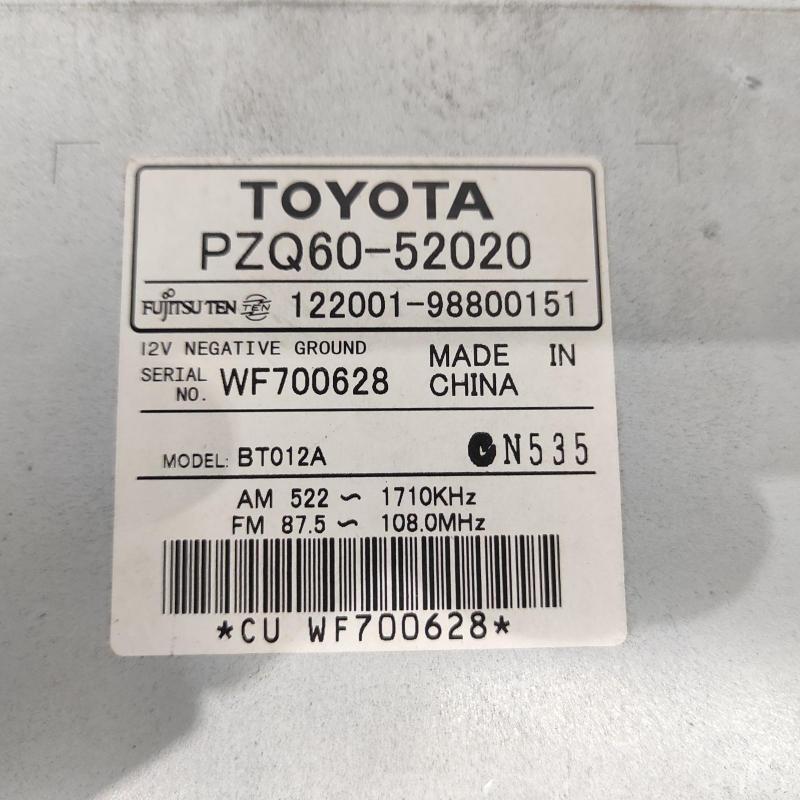 TOYOTA
PZQ60-52020
FUJITSU TEN TEN 122001-98800151
12V NEGATIVE GROUND
MADE IN CHINA
SERIAL NO. WF700628
MODEL: BT012A N535
AM 522 ~ 1710KHz
FM 87.5 ~ 108.0MHz
*CU WF700628*